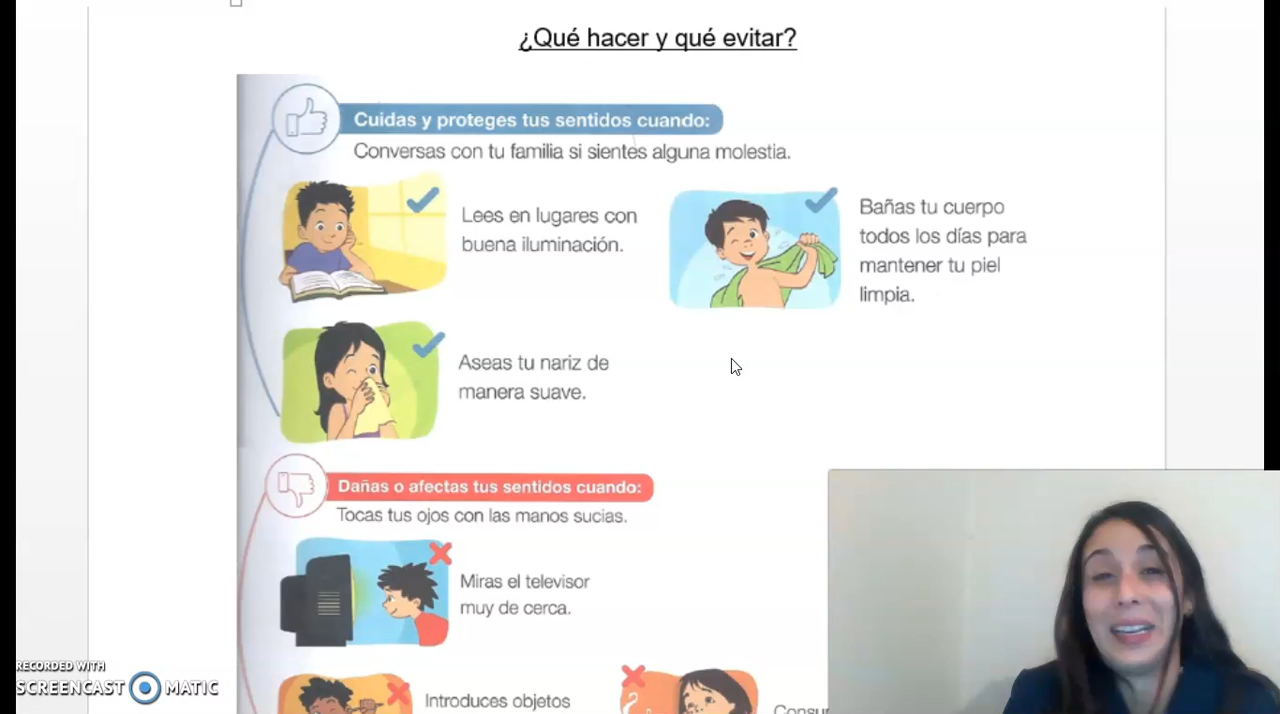 ¿Qué hacer y qué evitar?
Cuidas y proteges tus sentidos cuando:
Conversas con tu familia si sientes alguna molestia.
Lees en lugares con
buena iluminación.
Bañas tu cuerpo
todos los días para
mantener tu piel
limpia.
Aseas tu nariz de
manera suave.
Dañas o afectas tus sentidos cuando:
Tocas tus ojos con las manos sucias.
Miras el televisor
muy de cerca.
Introduces objetos
RECORDED WITH
SCREENCAST MATIC